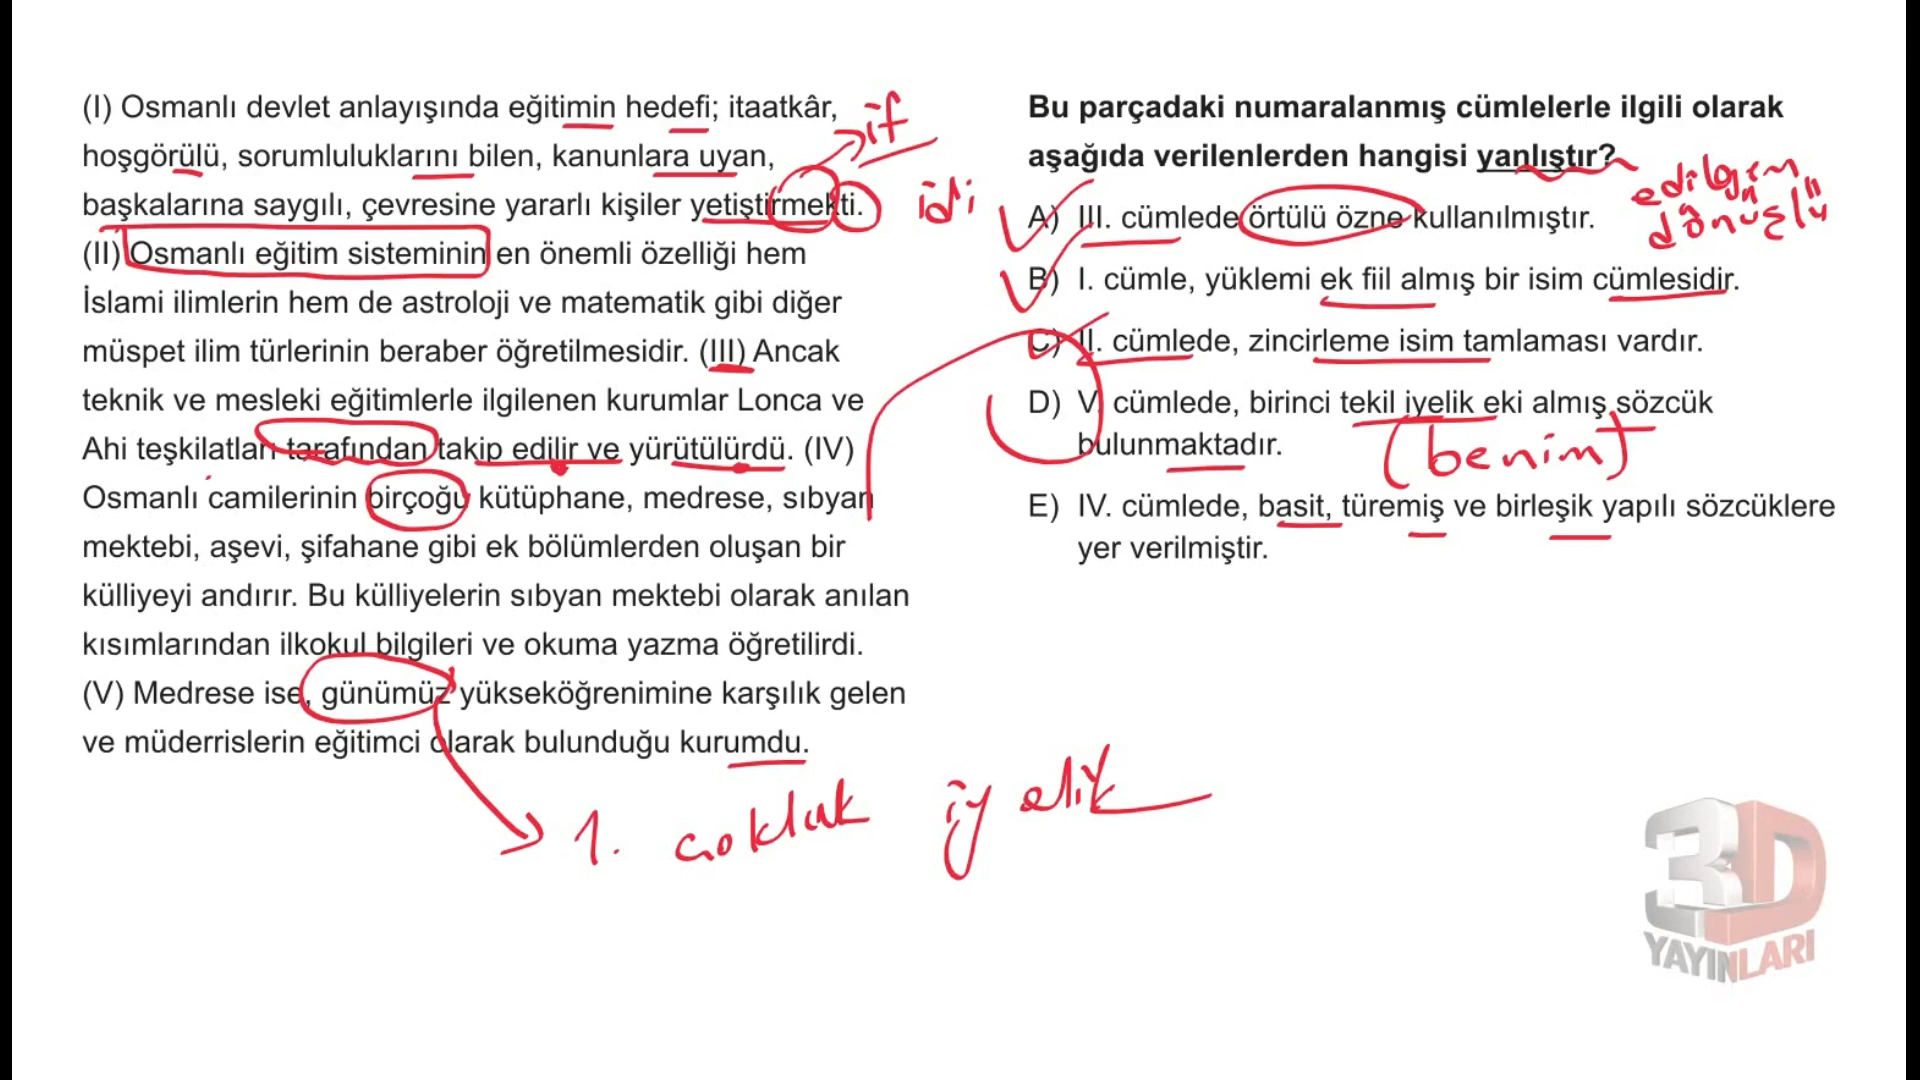 (I) Osmanlı devlet anlayışında eğitimin hedefi; itaatkâr,
hoşgörülü, sorumluluklarını bilen, kanunlara uyan,
başkalarına saygılı, çevresine yararlı kişiler yetiştirmekti.
(II) Osmanlı eğitim sisteminin en önemli özelliği hem
İslami ilimlerin hem de astroloji ve matematik gibi diğer
müspet ilim türlerinin beraber öğretilmesidir. (III) Ancak
teknik ve mesleki eğitimlerle ilgilenen kurumlar Lonca ve
Ahi teşkilatları tarafından takip edilir ve yürütülürdü. (IV)
Osmanlı camilerinin birçoğu kütüphane, medrese, sıbyan
mektebi, aşevi, şifahane gibi ek bölümlerden oluşan bir
külliyeyi andırır. Bu külliyelerin sıbyan mektebi olarak anılan
kısımlarından ilkokul bilgileri ve okuma yazma öğretilirdi.
(V) Medrese ise, günümüz yükseköğrenimine karşılık gelen
ve müderrislerin eğitimci olarak bulunduğu kurumdu.
if
idi
1. çokluk iyelik
Bu parçadaki numaralanmış cümlelerle ilgili olarak
aşağıda verilenlerden hangisi yanlıştır?
edilgen
dönüşlü
A) III. cümlede örtülü özne kullanılmıştır.
B) I. cümle, yüklemi ek fiil almış bir isim cümlesidir.
C) II. cümlede, zincirleme isim tamlaması vardır.
D) V. cümlede, birinci tekil iyelik eki almış sözcük
bulunmaktadır.
(benim)
E) IV. cümlede, basit, türemiş ve birleşik yapılı sözcüklere
yer verilmiştir.
3D
YAYINLARI